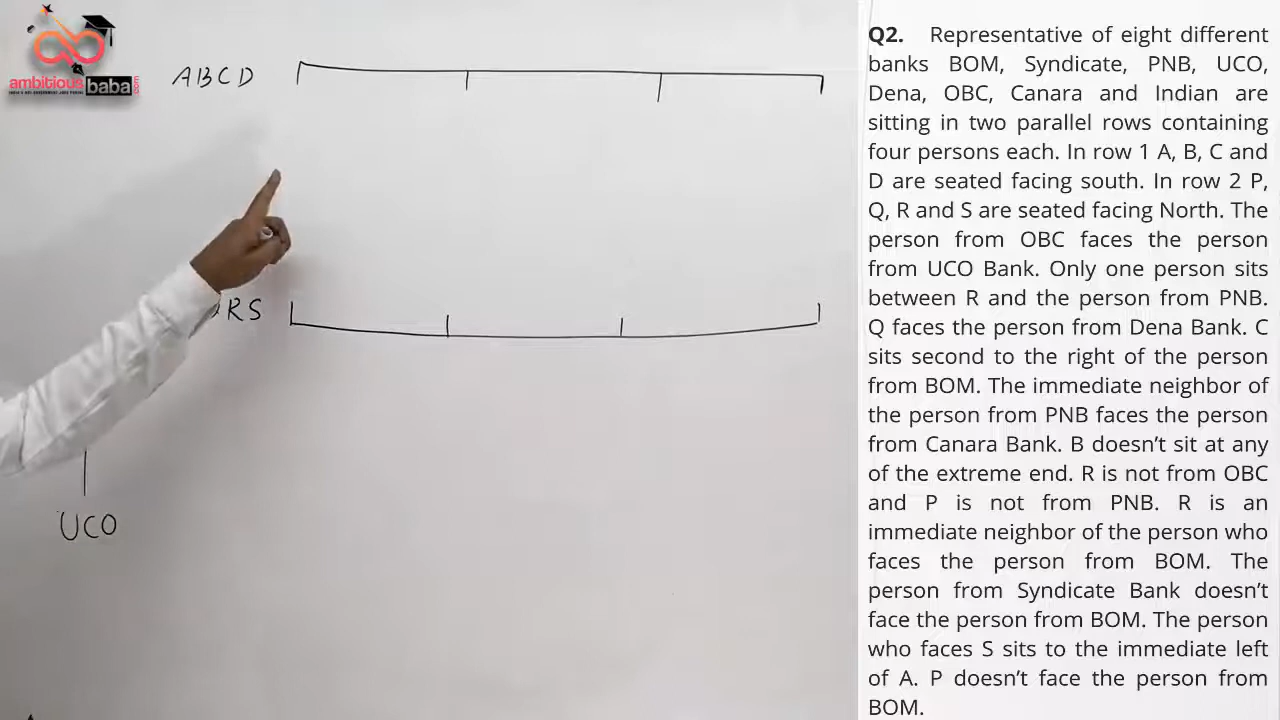 ambitiousbaba.com
A B C D
RS
UCO
Q2. Representative of eight different
banks BOM, Syndicate, PNB, UCO,
Dena, OBC, Canara and Indian are
sitting in two parallel rows containing
four persons each. In row 1 A, B, C and
D are seated facing south. In row 2 P,
Q, R and S are seated facing North. The
person from OBC faces the person
from UCO Bank. Only one person sits
between R and the person from PNB.
Q faces the person from Dena Bank. C
sits second to the right of the person
from BOM. The immediate neighbor of
the person from PNB faces the person
from Canara Bank. B doesn’t sit at any
of the extreme end. R is not from OBC
and P is not from PNB. R is an
immediate neighbor of the person who
faces the person from BOM. The
person from Syndicate Bank doesn’t
face the person from BOM. The person
who faces S sits to the immediate left
of A. P doesn’t face the person from
BOM.